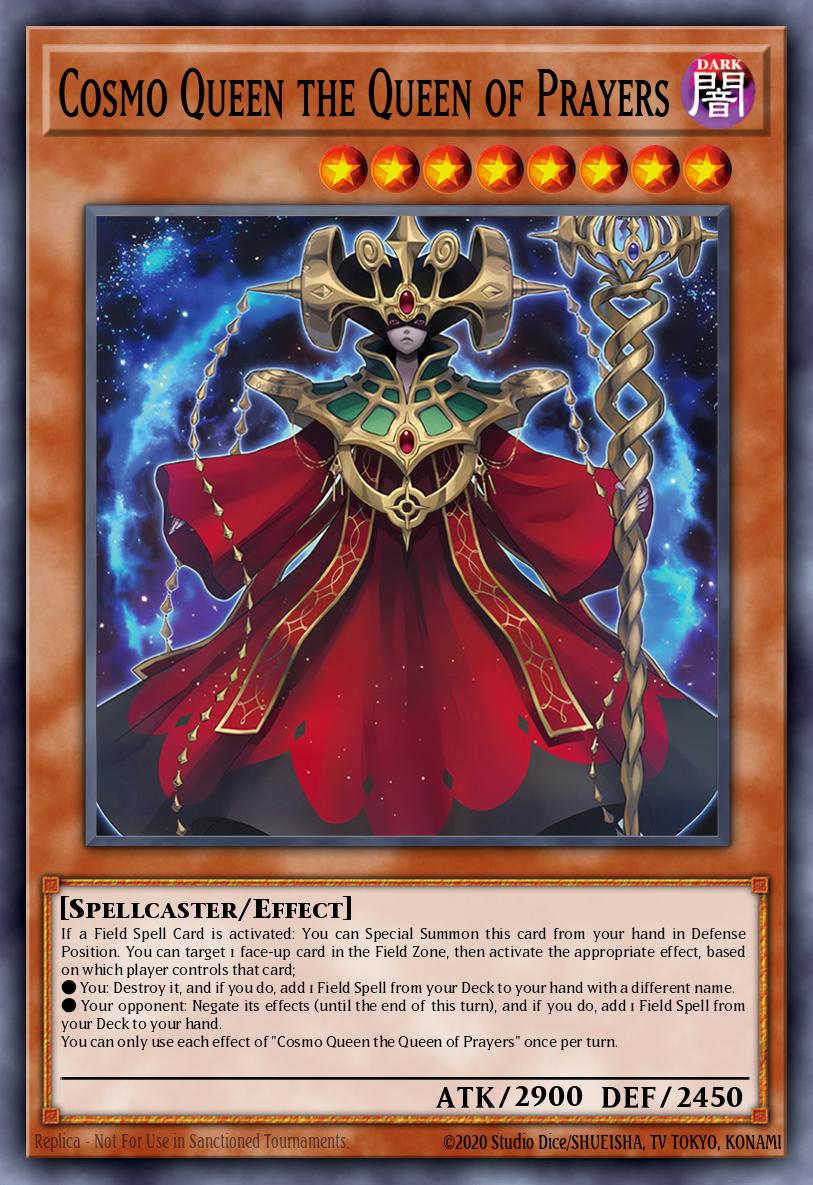 Cosmo Queen the Queen of Prayers
DARK
闇
[Spellcaster/Effect]
If a Field Spell Card is activated: You can Special Summon this card from your hand in Defense
Position. You can target 1 face-up card in the Field Zone, then activate the appropriate effect, based
on which player controls that card;
● You: Destroy it, and if you do, add 1 Field Spell from your Deck to your hand with a different name.
● Your opponent: Negate its effects (until the end of this turn), and if you do, add 1 Field Spell from
your Deck to your hand.
You can only use each effect of "Cosmo Queen the Queen of Prayers" once per turn.
ATK/2900 DEF/2450
Replica - Not For Use in Sanctioned Tournaments.
©2020 Studio Dice/SHUEISHA, TV TOKYO, KONAMI